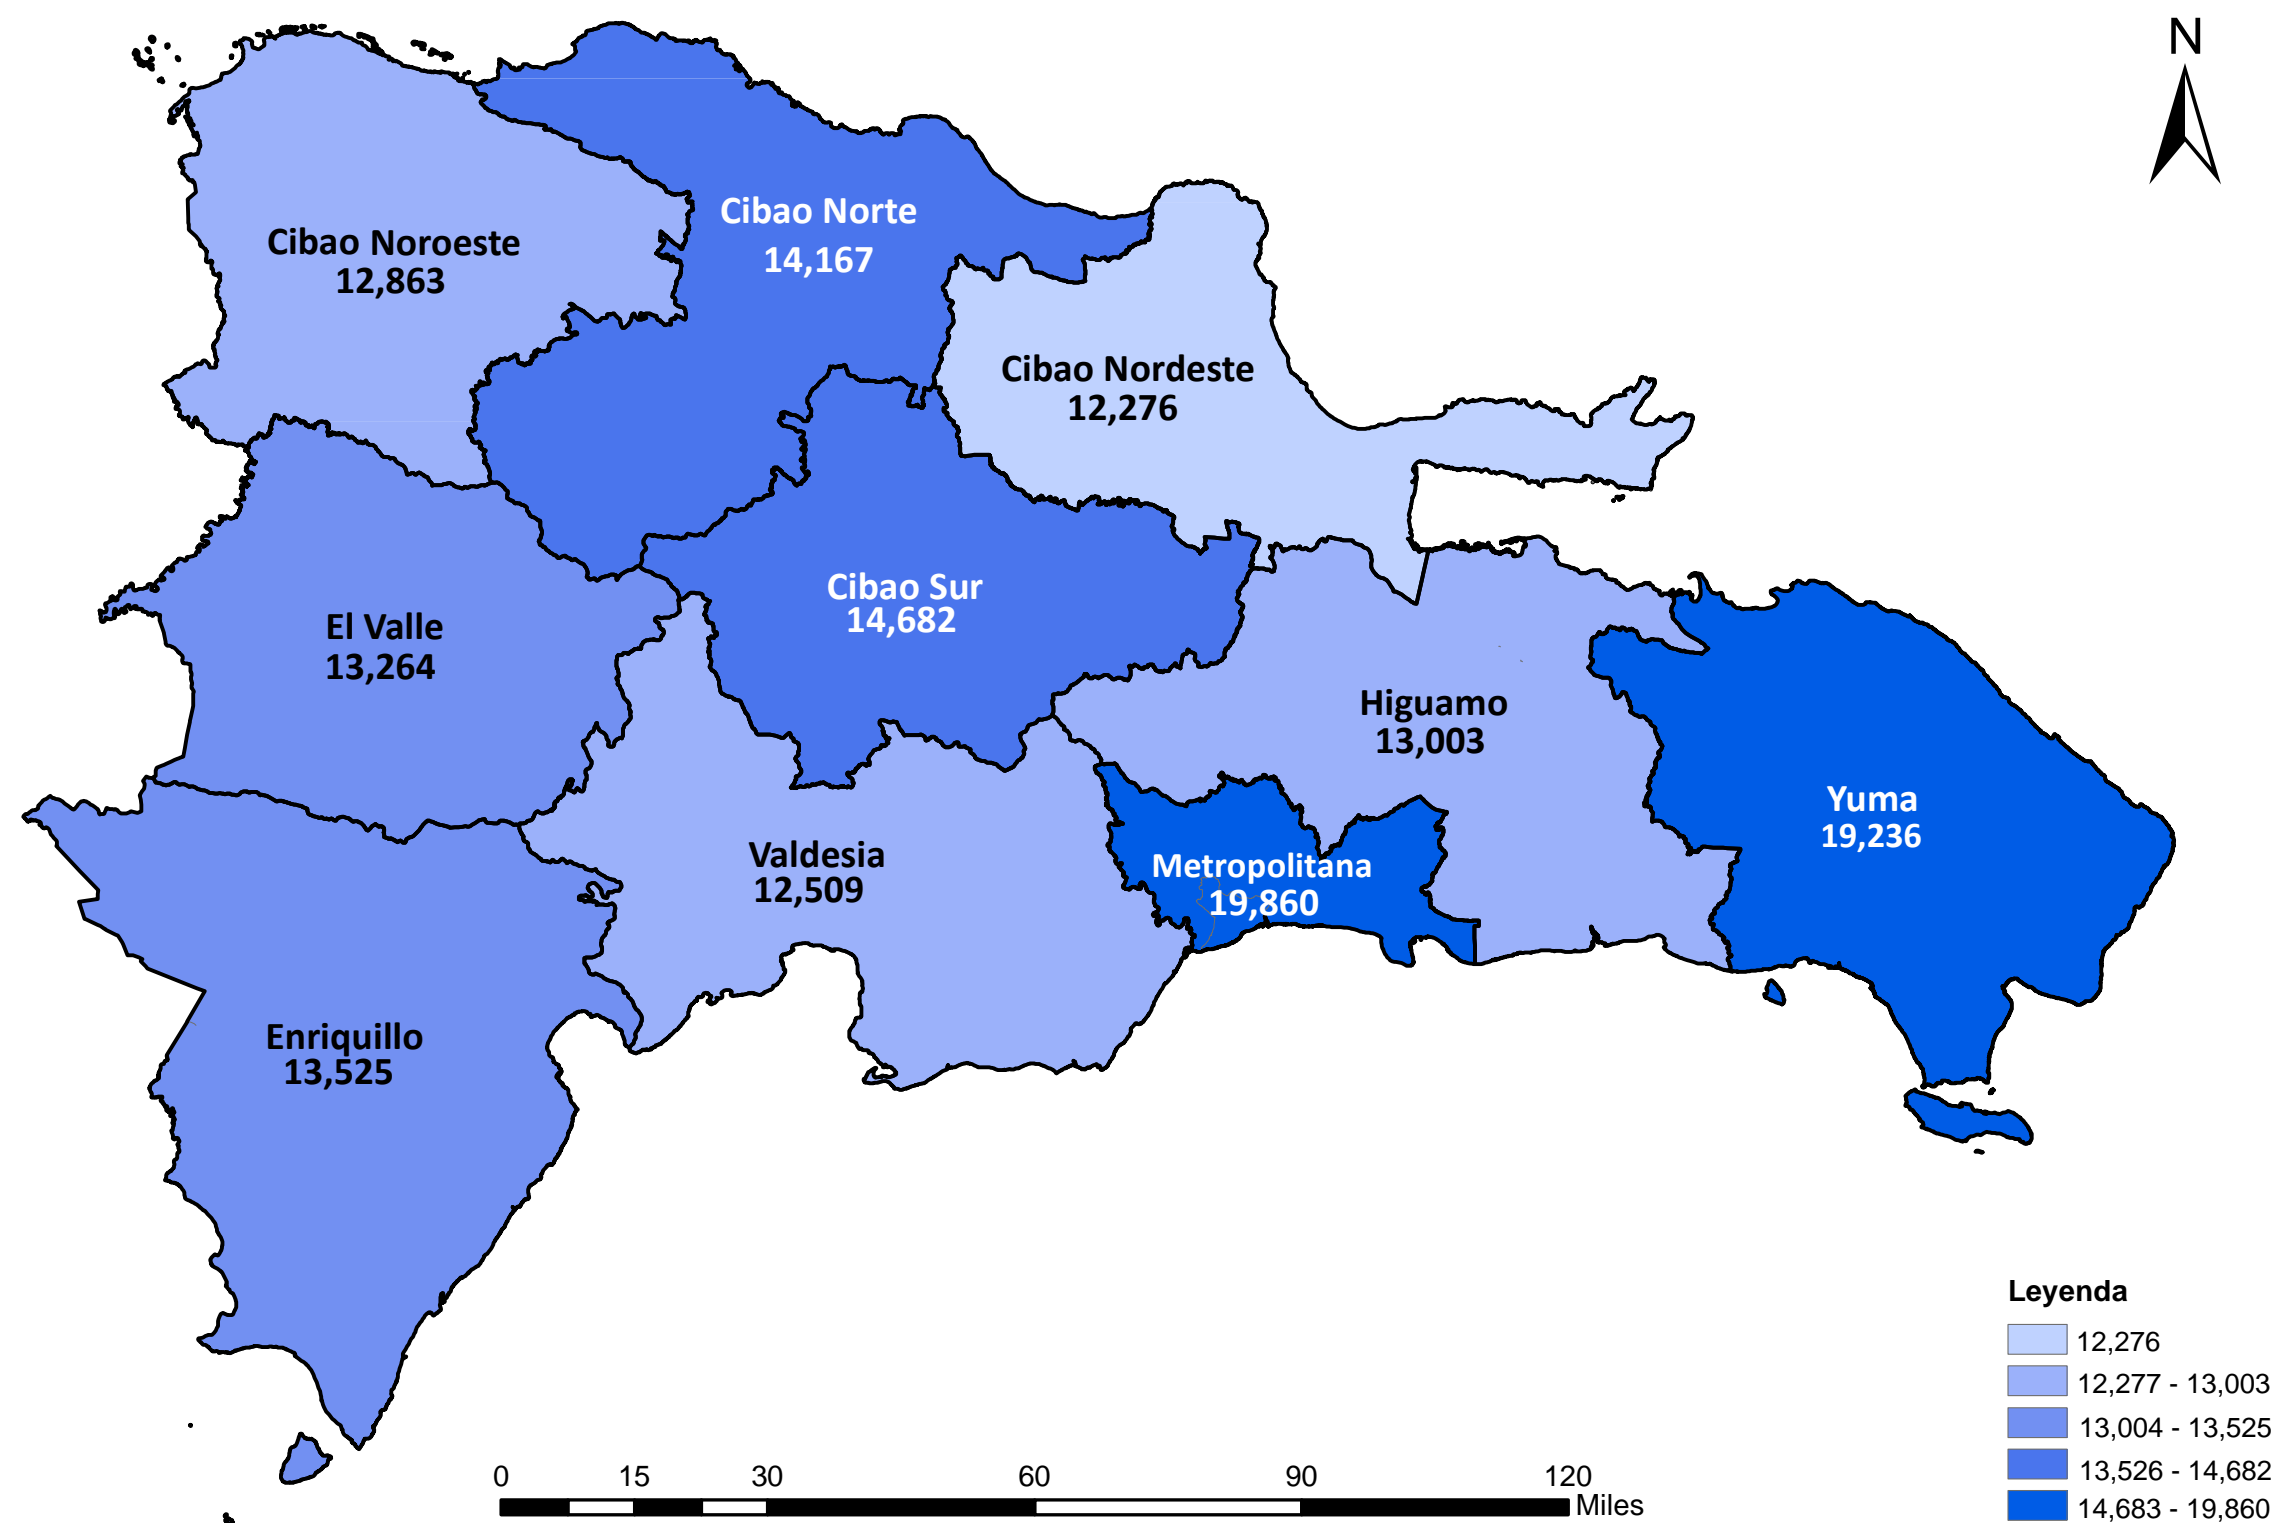 N
Cibao Norte
14,167
Cibao Noroeste
12,863
Cibao Nordeste
12,276
Cibao Sur
14,682
El Valle
13,264
Higuamo
13,003
Yuma
19,236
Valdesia
12,509
Metropolitana
19,860
Enriquillo
13,525
Leyenda
12,276
12,277 - 13,003
13,004 - 13,525
13,526 - 14,682
14,683 - 19,860
0 15 30 60 90 120
Miles